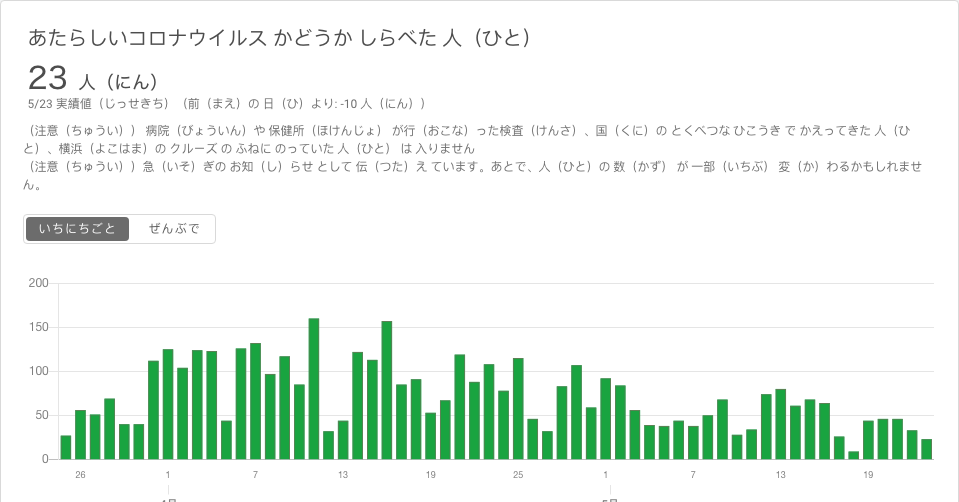 あたらしいコロナウイルス かどうか しらべた 人（ひと）
23 人（にん）
5/23 実績値（じっせきち）（前（まえ）の 日（ひ）より: -10 人（にん））
（注意（ちゅうい）） 病院（びょういん）や 保健所（ほけんじょ） が行（おこな）った検査（けんさ）、国（くに）の とくべつな ひこうき で かえってきた 人（ひ
と）、横浜（よこはま）の クルーズ の ふねに のっていた 人（ひと） は 入りません
（注意（ちゅうい））急（いそ）ぎの お知（し）らせ として 伝（つた）え ています。あとで、人（ひと）の 数（かず） が 一部（いちぶ） 変（か）わるかもしれませ
ん。
いちにちごと ぜんぶで
200
150
100
50
0
26 1 7 13 19 25 1 7 13 19